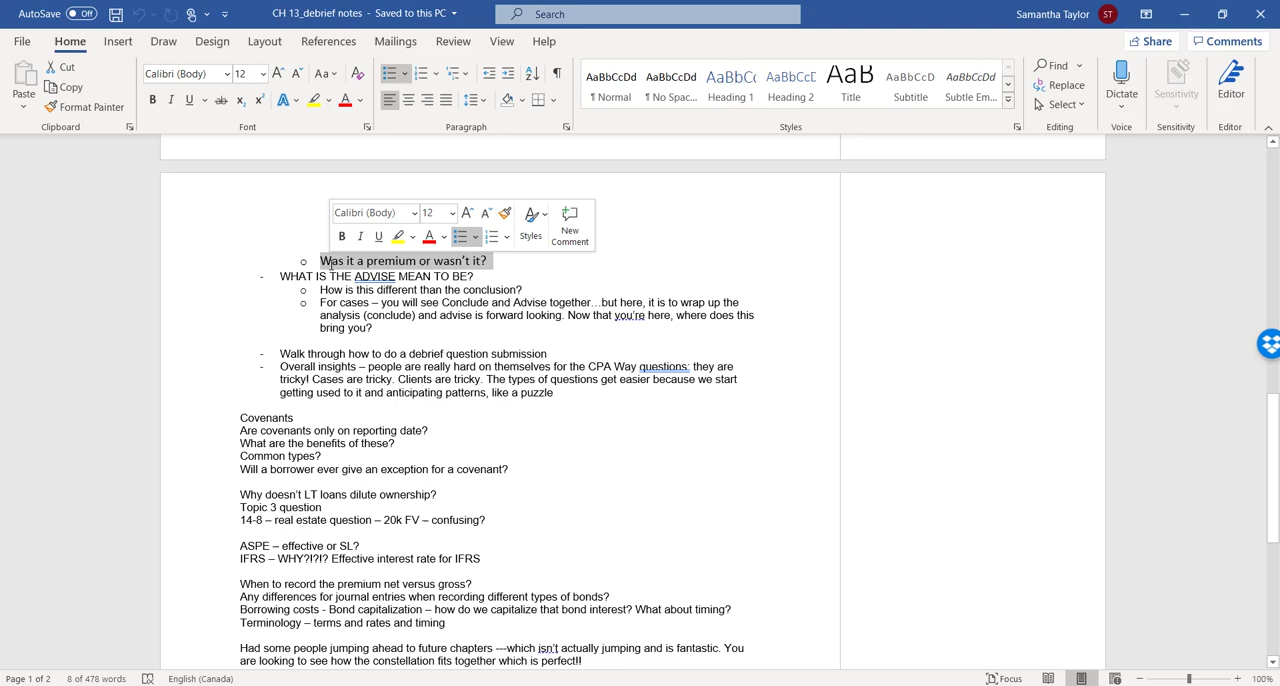 AutoSave Off CH 13_debrief notes - Saved to this PC Search Samantha Taylor ST
File Home Insert Draw Design Layout References Mailings Review View Help Share Comments
Paste Cut Copy Format Painter Clipboard
Calibri (Body) 12 Aa Font
Paragraph
AaBbCcDd AaBbCcDd AaBbCc AaBbCcE AaB AaBbCcD AaBbCcDd
¶ Normal ¶ No Spac... Heading 1 Heading 2 Title Subtitle Subtle Em...
Styles
Find Replace Select Editing
Dictate Voice
Sensitivity Sensitivity
Editor Editor
Calibri (Body) 12
Styles New Comment
o Was it a premium or wasn't it?
- WHAT IS THE ADVISE MEAN TO BE?
o How is this different than the conclusion?
o For cases – you will see Conclude and Advise together…but here, it is to wrap up the
analysis (conclude) and advise is forward looking. Now that you're here, where does this
bring you?
- Walk through how to do a debrief question submission
- Overall insights – people are really hard on themselves for the CPA Way questions; they are
tricky! Cases are tricky. Clients are tricky. The types of questions get easier because we start
getting used to it and anticipating patterns, like a puzzle
Covenants
Are covenants only on reporting date?
What are the benefits of these?
Common types?
Will a borrower ever give an exception for a covenant?
Why doesn't LT loans dilute ownership?
Topic 3 question
14-8 – real estate question – 20k FV – confusing?
ASPE – effective or SL?
IFRS – WHY?!?!? Effective interest rate for IFRS
When to record the premium net versus gross?
Any differences for journal entries when recording different types of bonds?
Borrowing costs - Bond capitalization – how do we capitalize that bond interest? What about timing?
Terminology – terms and rates and timing
Had some people jumping ahead to future chapters ---which isn't actually jumping and is fantastic. You
are looking to see how the constellation fits together which is perfect!!
Page 1 of 2 8 of 478 words English (Canada) Focus 100%